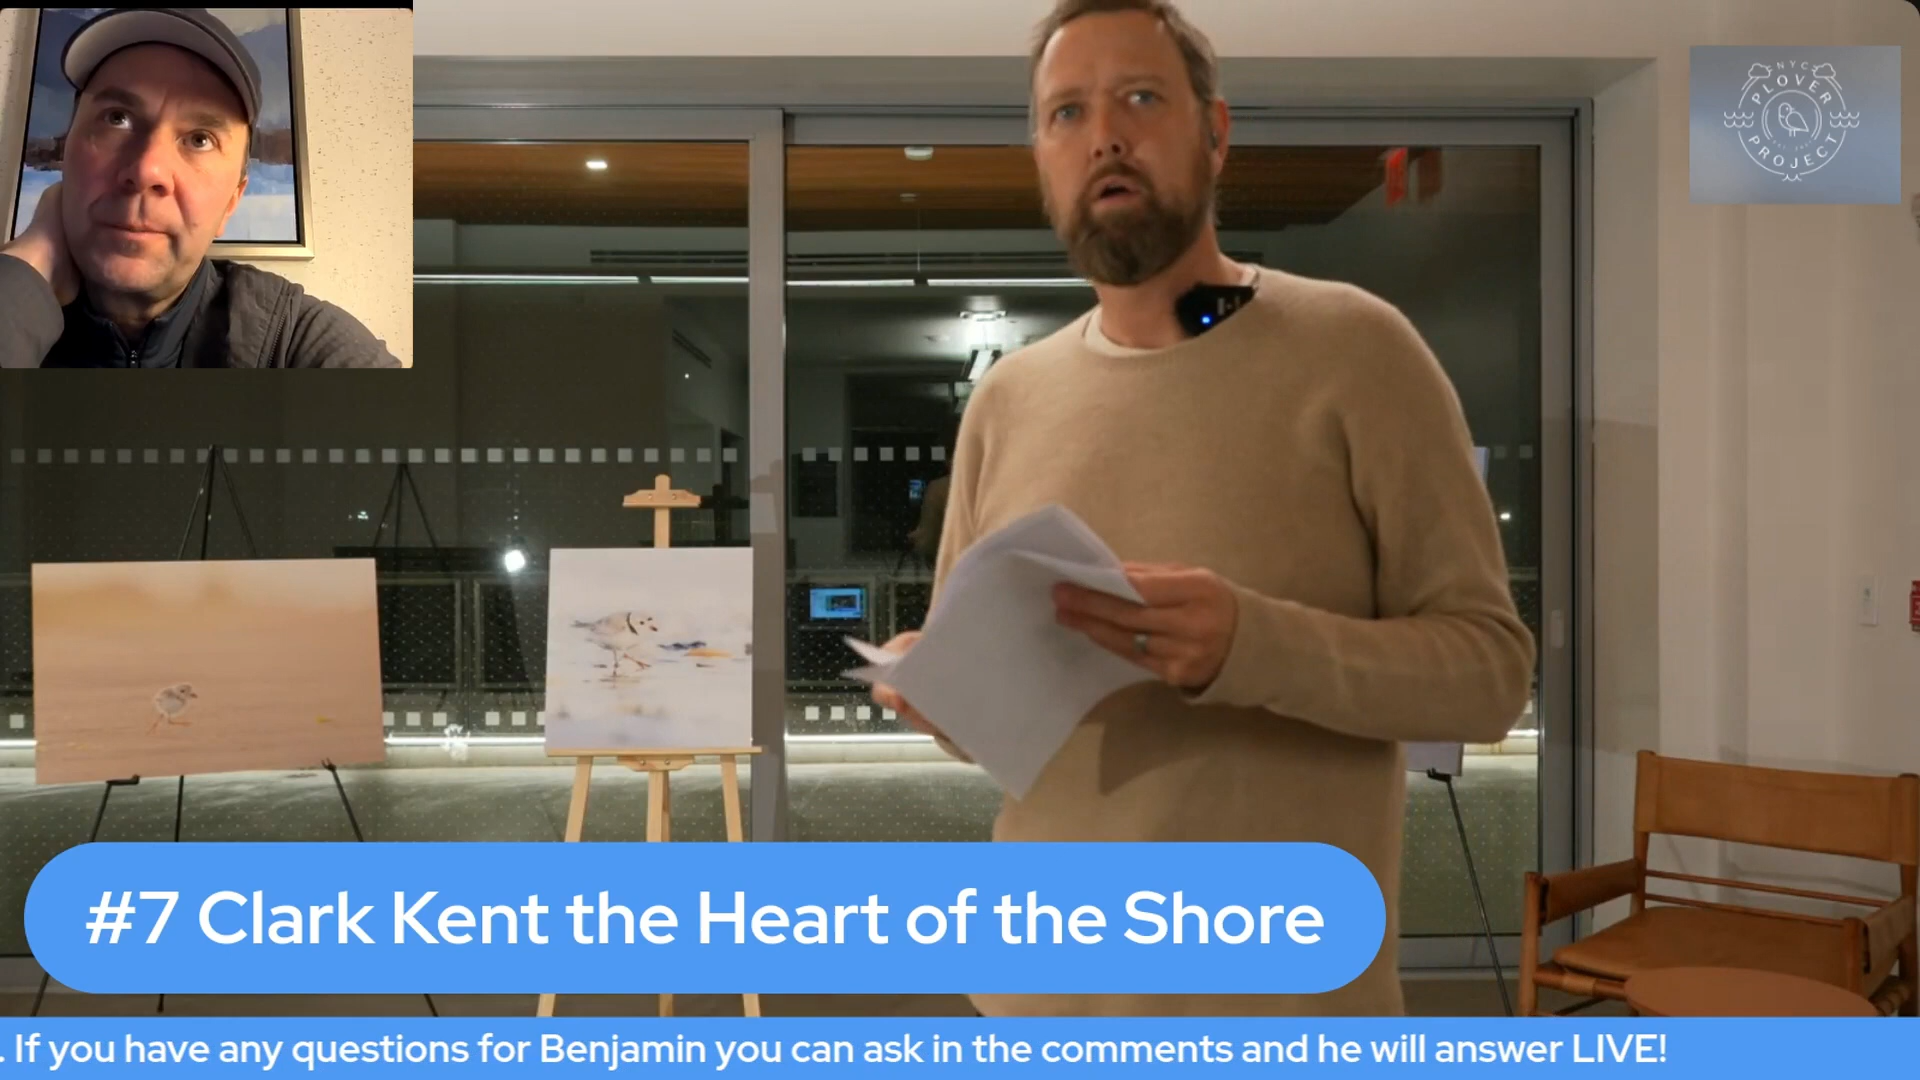 NYC
PLOVER
PROJECT
#7 Clark Kent the Heart of the Shore
. If you have any questions for Benjamin you can ask in the comments and he will answer LIVE!